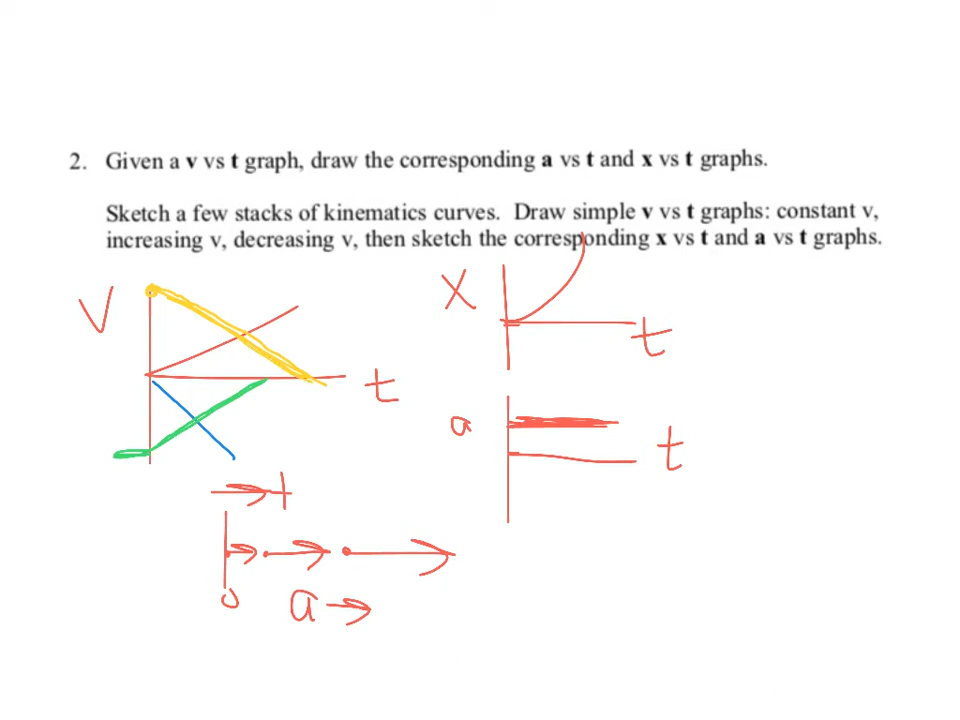 2. Given a v vs t graph, draw the corresponding a vs t and x vs t graphs.
Sketch a few stacks of kinematics curves. Draw simple v vs t graphs: constant v,
increasing v, decreasing v, then sketch the corresponding x vs t and a vs t graphs.
V
t
X
t
a
t
+
0
a